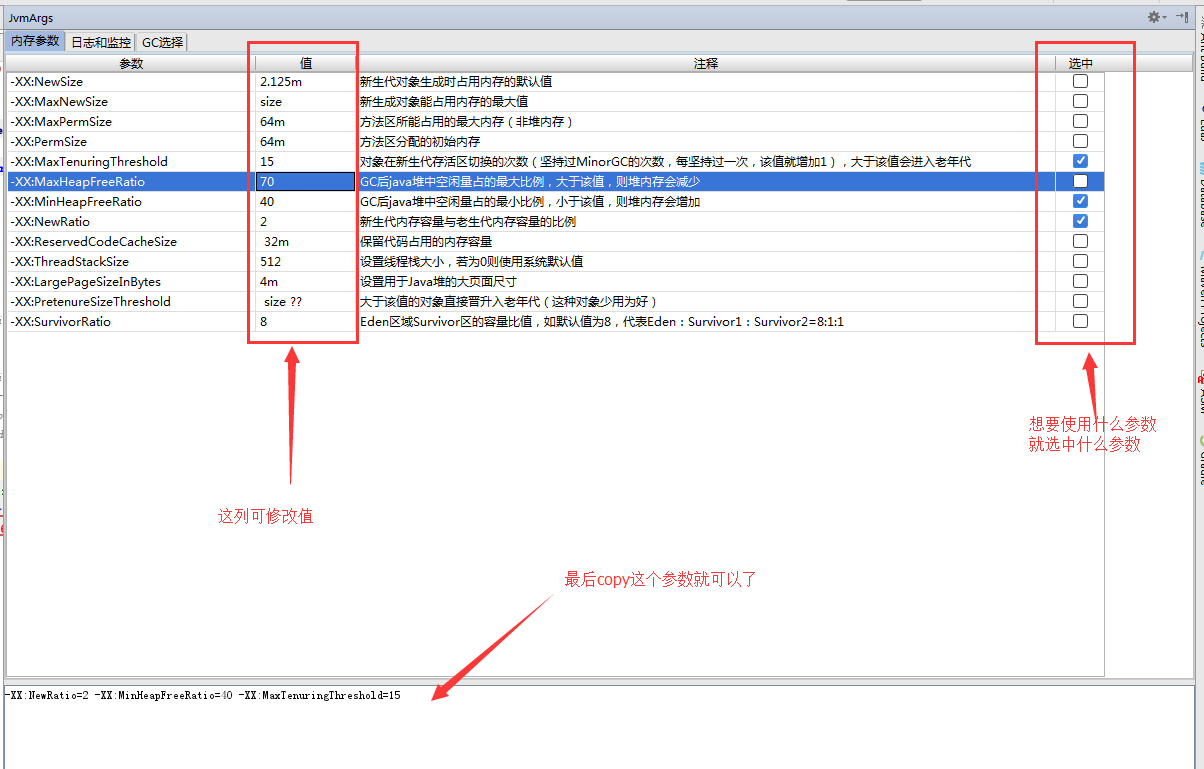 JvmArgs
内存参数 日志和监控 GC选择
参数 值 注释 选中
-XX:NewSize 2.125m 新生代对象生成时占用内存的默认值
-XX:MaxNewSize size 新生成对象能占用内存的最大值
-XX:MaxPermSize 64m 方法区所能占用的最大内存（非堆内存）
-XX:PermSize 64m 方法区分配的初始内存
-XX:MaxTenuringThreshold 15 对象在新生代存活区切换的次数（坚持过MinorGC的次数，每坚持过一次，该值就增加1），大于该值会进入老年代
-XX:MaxHeapFreeRatio 70 GC后java堆中空闲量占的最大比例，大于该值，则堆内存会减少
-XX:MinHeapFreeRatio 40 GC后java堆中空闲量占的最小比例，小于该值，则堆内存会增加
-XX:NewRatio 2 新生代内存容量与老生代内存容量的比例
-XX:ReservedCodeCacheSize 32m 保留代码占用的内存容量
-XX:ThreadStackSize 512 设置线程栈大小，若为0则使用系统默认值
-XX:LargePageSizeInBytes 4m 设置用于Java堆的大页面尺寸
-XX:PretenureSizeThreshold size ?? 大于该值的对象直接晋升入老年代（这种对象少用为好）
-XX:SurvivorRatio 8 Eden区域Survivor区的容量比值，如默认值为8，代表Eden：Survivor1：Survivor2=8:1:1
想要使用什么参数
就选中什么参数
这列可修改值
最后copy这个参数就可以了
-XX:NewRatio=2 -XX:MinHeapFreeRatio=40 -XX:MaxTenuringThreshold=15
Database
Maven Projects
Gradle